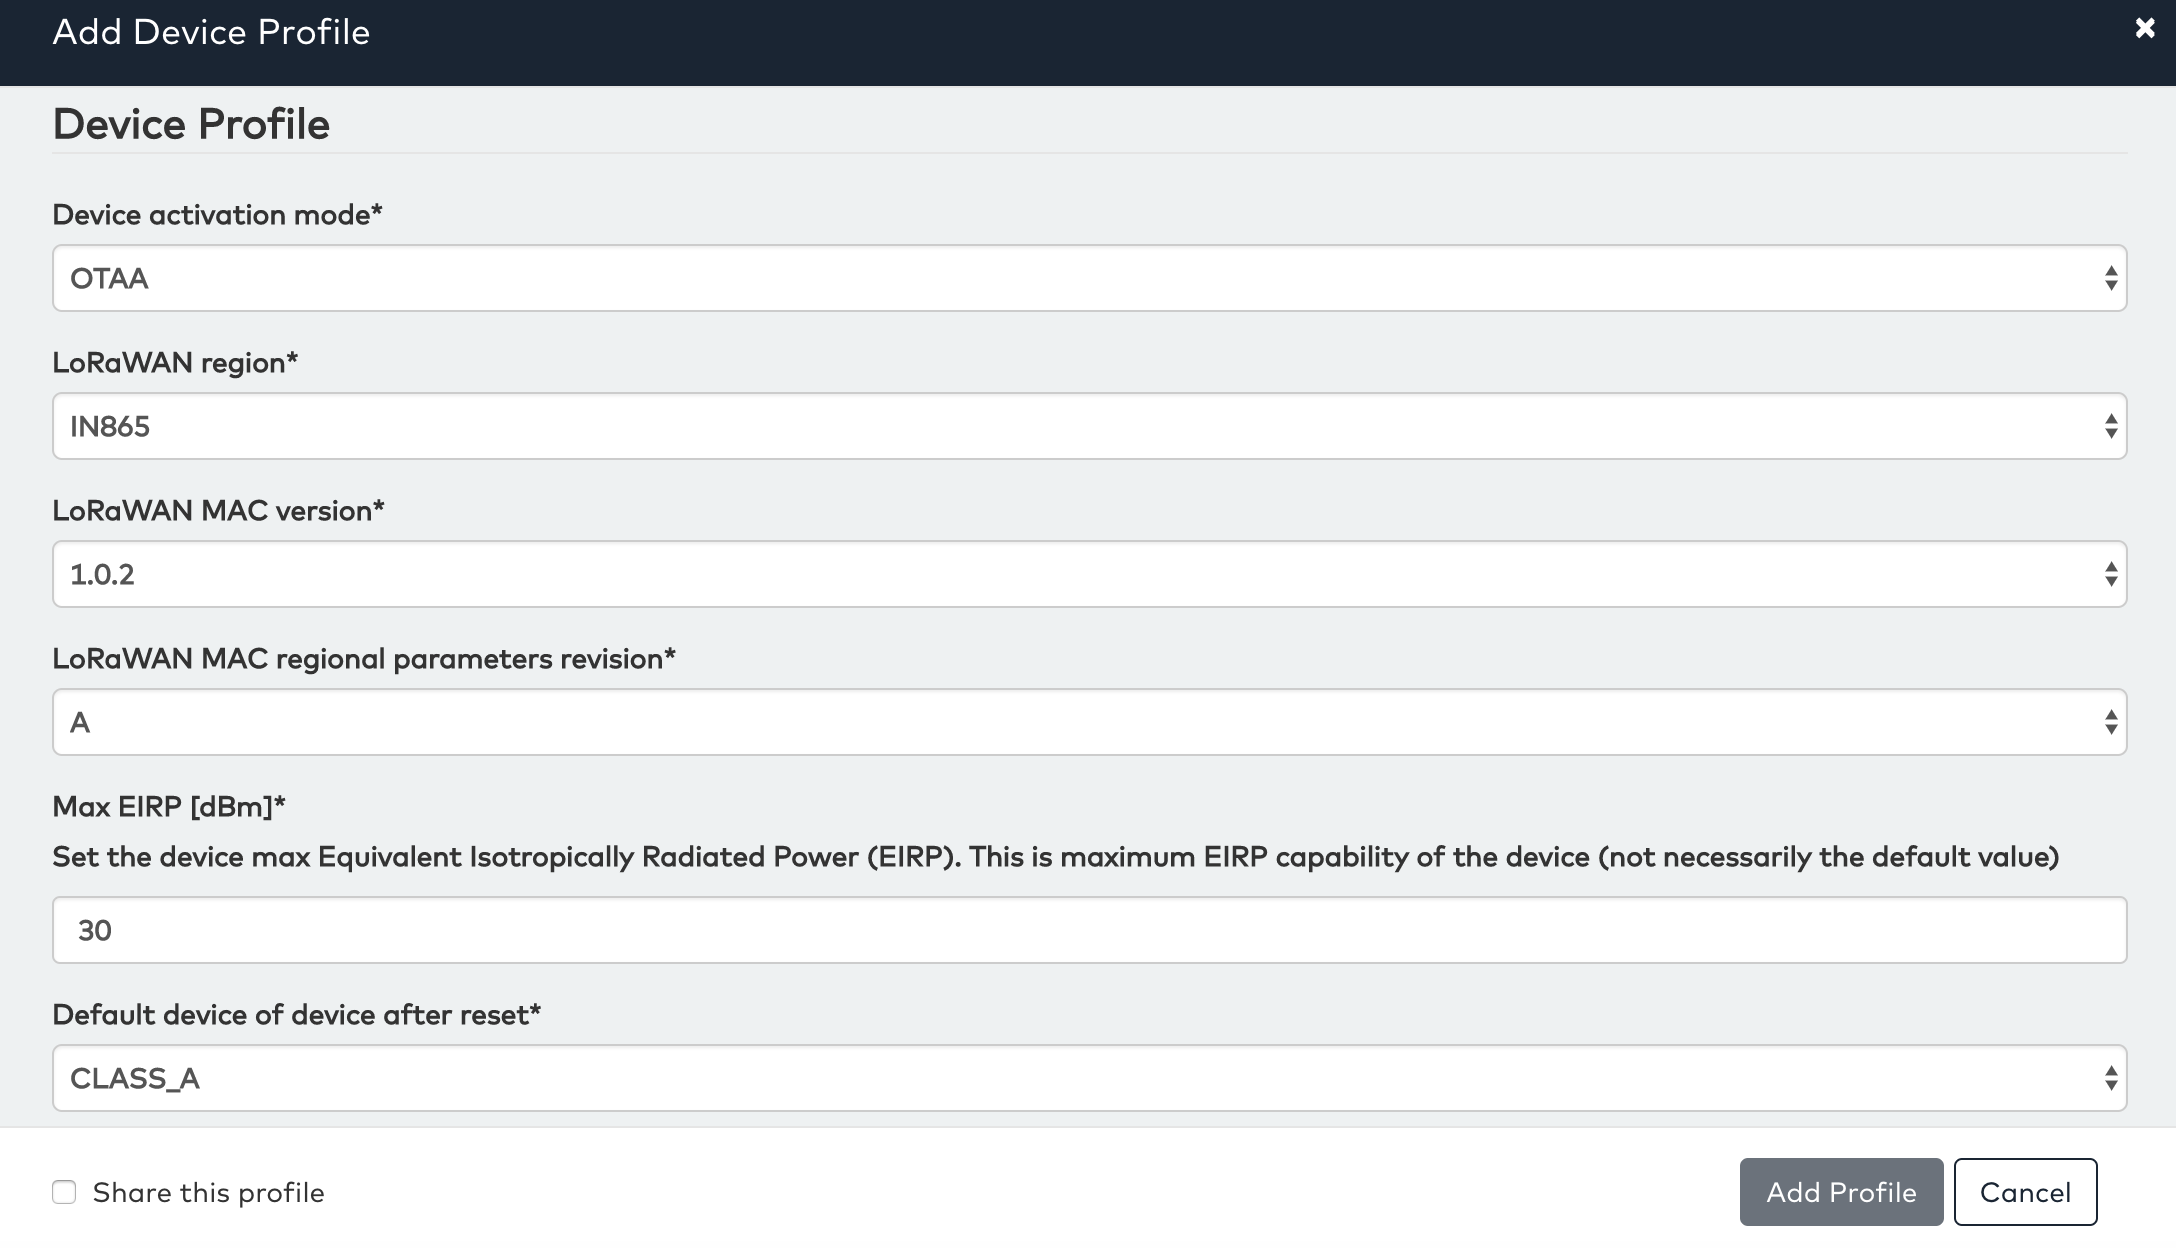 Add Device Profile
Device Profile
Device activation mode*
OTAA
LoRaWAN region*
IN865
LoRaWAN MAC version*
1.0.2
LoRaWAN MAC regional parameters revision*
A
Max EIRP [dBm]*
Set the device max Equivalent Isotropically Radiated Power (EIRP). This is maximum EIRP capability of the device (not necessarily the default value)
30
Default device of device after reset*
CLASS_A
Share this profile
Add Profile
Cancel